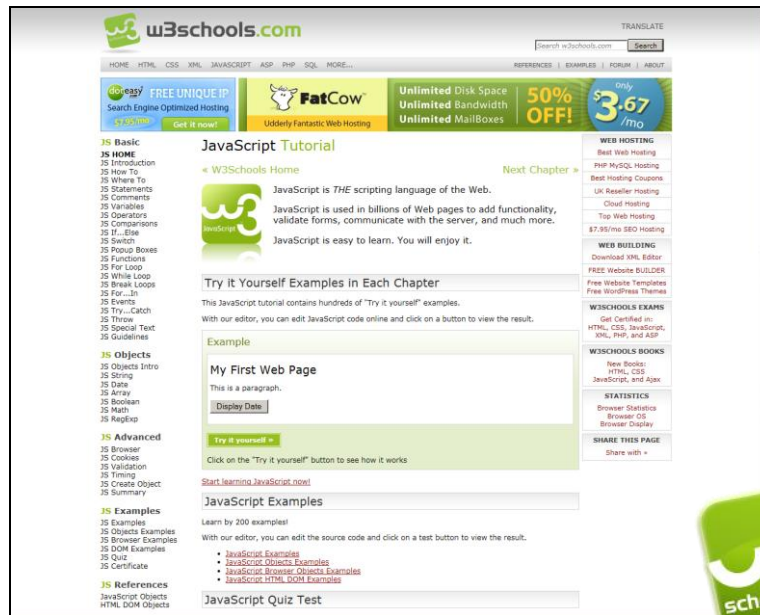 w3schools.com
TRANSLATE
Search w3schools.com
Search
HOME HTML CSS XML JAVASCRIPT ASP PHP SQL MORE...
REFERENCES | EXAMPLES | FORUM | ABOUT
doteasy FREE UNIQUE IP
Search Engine Optimized Hosting
$7.95/mo Get it now!
FatCow
Udderly Fantastic Web Hosting
Unlimited Disk Space
Unlimited Bandwidth
Unlimited MailBoxes
50%
OFF!
only
$3.67
/mo
JS Basic
JS HOME
JS Introduction
JS How To
JS Where To
JS Statements
JS Comments
JS Variables
JS Operators
JS Comparisons
JS If...Else
JS Switch
JS Popup Boxes
JS Functions
JS For Loop
JS While Loop
JS Break Loops
JS For...In
JS Events
JS Try...Catch
JS Throw
JS Special Text
JS Guidelines
JS Objects
JS Objects Intro
JS String
JS Date
JS Array
JS Boolean
JS Math
JS RegExp
JS Advanced
JS Browser
JS Cookies
JS Validation
JS Timing
JS Create Object
JS Summary
JS Examples
JS Examples
JS Objects Examples
JS Browser Examples
JS DOM Examples
JS Quiz
JS Certificate
JS References
JavaScript Objects
HTML DOM Objects
JavaScript Tutorial
« W3Schools Home
Next Chapter »
w3
JavaScript
JavaScript is THE scripting language of the Web.
JavaScript is used in billions of Web pages to add functionality,
validate forms, communicate with the server, and much more.
JavaScript is easy to learn. You will enjoy it.
Try it Yourself Examples in Each Chapter
This JavaScript tutorial contains hundreds of "Try it yourself" examples.
With our editor, you can edit JavaScript code online and click on a button to view the result.
Example
My First Web Page
This is a paragraph.
Display Date
Try it yourself »
Click on the "Try it yourself" button to see how it works
Start learning JavaScript now!
JavaScript Examples
Learn by 200 examples!
With our editor, you can edit the source code and click on a test button to view the result.
• JavaScript Examples
• JavaScript Objects Examples
• JavaScript Browser Objects Examples
• JavaScript HTML DOM Examples
JavaScript Quiz Test
WEB HOSTING
Best Web Hosting
PHP MySQL Hosting
Best Hosting Coupons
UK Reseller Hosting
Cloud Hosting
Top Web Hosting
$7.95/mo SEO Hosting
WEB BUILDING
Download XML Editor
FREE Website BUILDER
Free Website Templates
Free WordPress Themes
W3SCHOOLS EXAMS
Get Certified in:
HTML, CSS, JavaScript,
XML, PHP, and ASP
W3SCHOOLS BOOKS
New Books:
HTML, CSS
JavaScript, and Ajax
STATISTICS
Browser Statistics
Browser OS
Browser Display
SHARE THIS PAGE
Share with »
sch